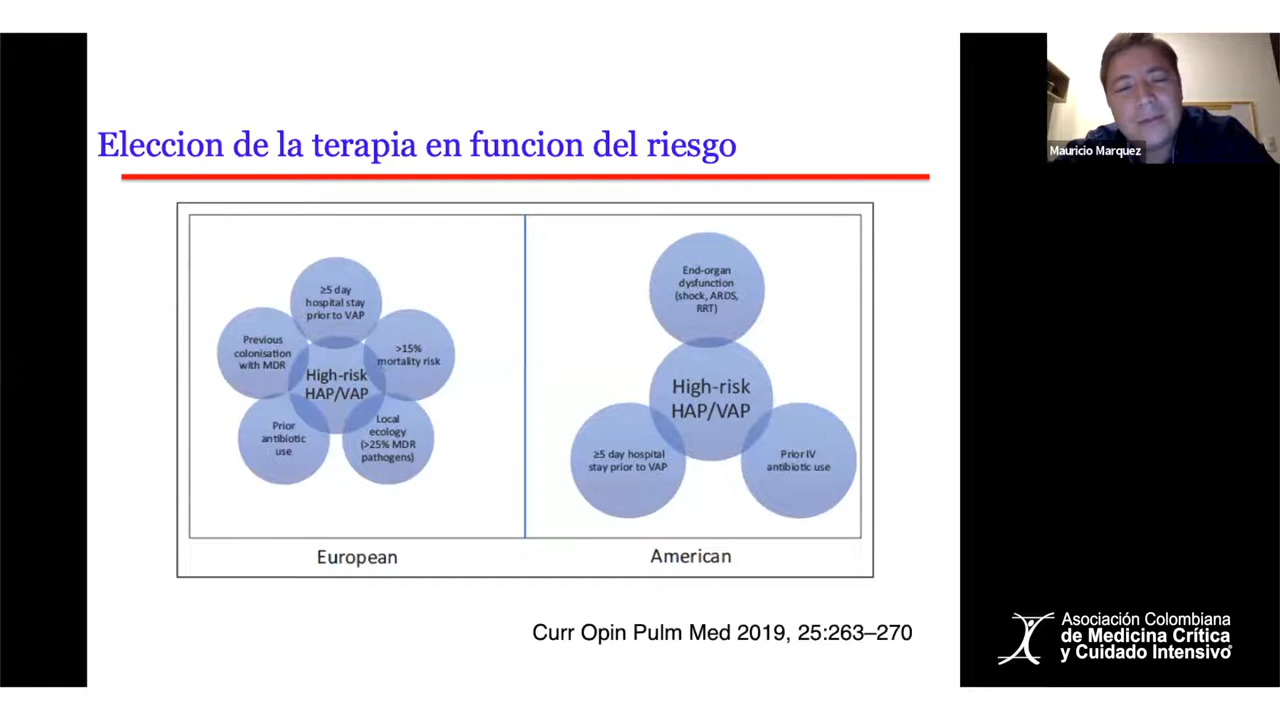 Eleccion de la terapia en funcion del riesgo
≥5 day
hospital stay
prior to VAP
Previous
colonisation
with MDR
>15%
mortality risk
High-risk
HAP/VAP
Prior
antibiotic
use
Local
ecology
(>25% MDR
pathogens)
European
End-organ
dysfunction
(shock, ARDS,
RRT)
High-risk
HAP/VAP
≥5 day hospital
stay prior to VAP
Prior IV
antibiotic use
American
Curr Opin Pulm Med 2019, 25:263–270
Mauricio Marquez
Asociación Colombiana
de Medicina Crítica
y Cuidado Intensivo